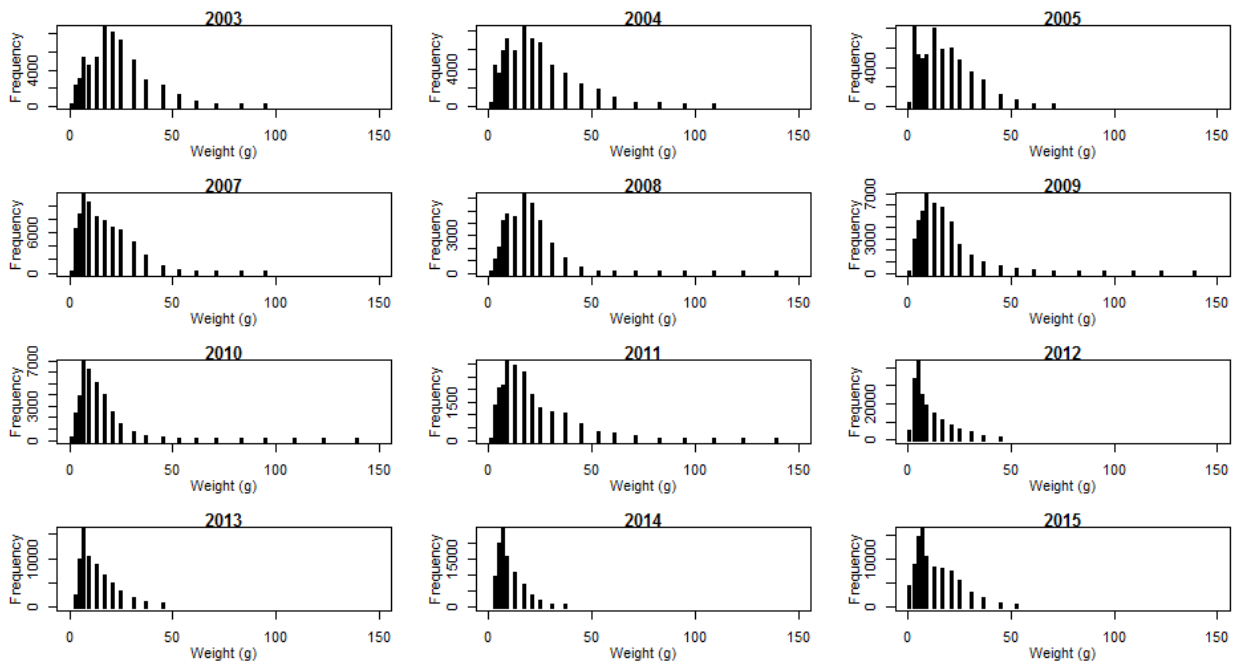 2003
Frequency
0 4000
0 50 100 150
Weight (g)
2004
Frequency
0 4000
0 50 100 150
Weight (g)
2005
Frequency
0 4000
0 50 100 150
Weight (g)
2007
Frequency
0 6000
0 50 100 150
Weight (g)
2008
Frequency
0 3000
0 50 100 150
Weight (g)
2009
Frequency
0 3000 7000
0 50 100 150
Weight (g)
2010
Frequency
0 3000 7000
0 50 100 150
Weight (g)
2011
Frequency
0 1500
0 50 100 150
Weight (g)
2012
Frequency
0 20000
0 50 100 150
Weight (g)
2013
Frequency
0 10000
0 50 100 150
Weight (g)
2014
Frequency
0 15000
0 50 100 150
Weight (g)
2015
Frequency
0 10000
0 50 100 150
Weight (g)